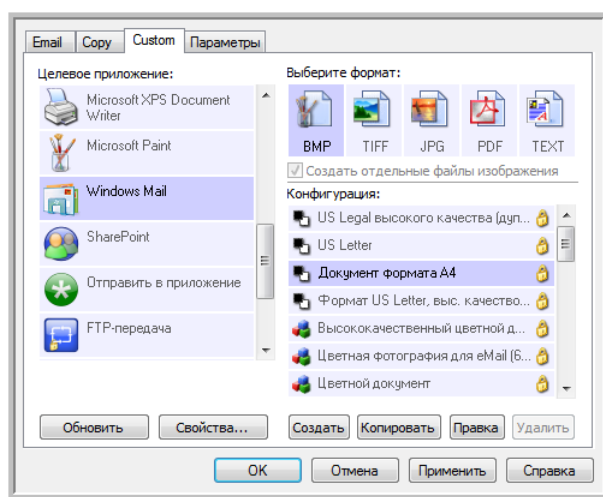 Email Copy Custom Параметры
Целевое приложение:
Microsoft XPS Document
Writer
Microsoft Paint
Windows Mail
SharePoint
Отправить в приложение
FTP-передача
Выберите формат:
BMP TIFF JPG PDF TEXT
Создать отдельные файлы изображения
Конфигурация:
US Legal высокого качества (дуп...
US Letter
Документ формата A4
Формат US Letter, выс. качество...
Высококачественный цветной д...
Цветная фотография для eMail (6...
Цветной документ
Обновить Свойства... Создать Копировать Правка Удалить
OK Отмена Применить Справка